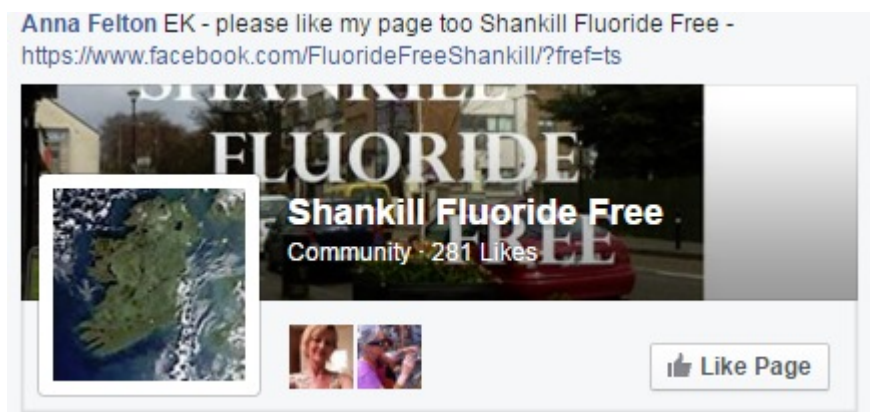 Anna Felton EK - please like my page too Shankill Fluoride Free -
https://www.facebook.com/FluorideFreeShankill/?fref=ts
SHANKILL
FLUORIDE
FREE
Shankill Fluoride Free
Community · 281 Likes
Like Page